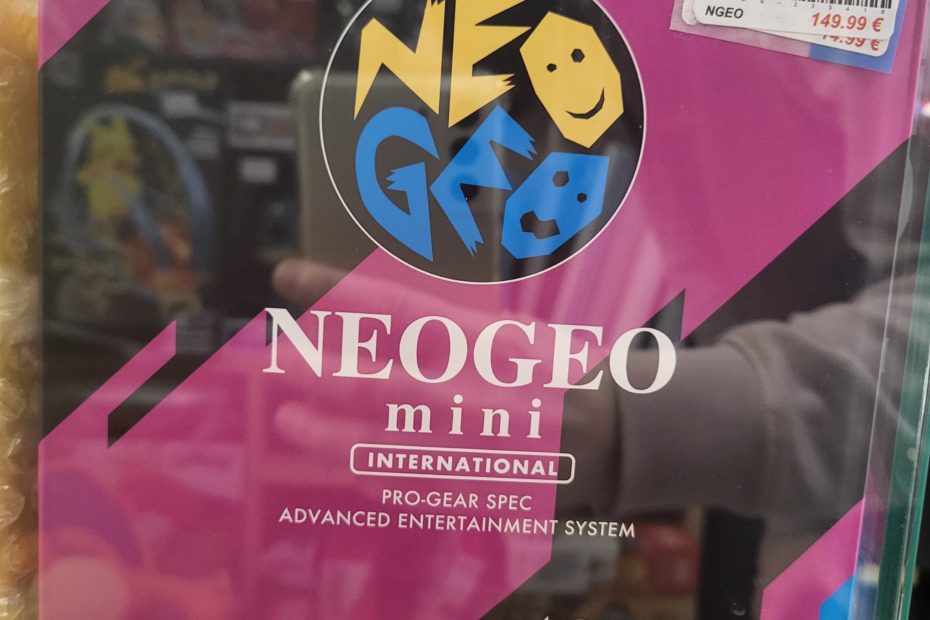 NGEO
149.99 €
NEO
GEO
NEOGEO
mini
INTERNATIONAL
PRO-GEAR SPEC
ADVANCED ENTERTAINMENT SYSTEM